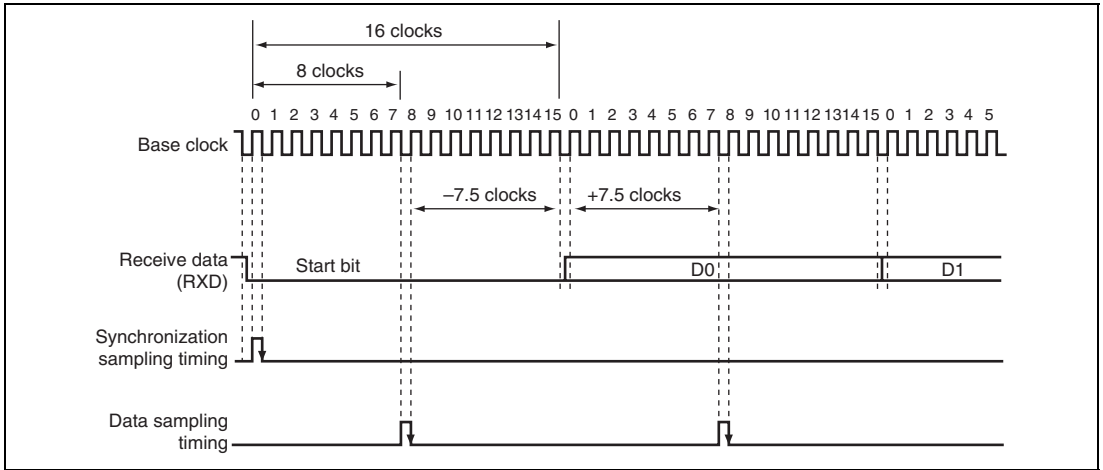 16 clocks
8 clocks
0 1 2 3 4 5 6 7 8 9 10 11 12 13 14 15 0 1 2 3 4 5 6 7 8 9 10 11 12 13 14 15 0 1 2 3 4 5
Base clock
–7.5 clocks +7.5 clocks
Receive data
(RXD)
Start bit D0 D1
Synchronization
sampling timing
Data sampling
timing